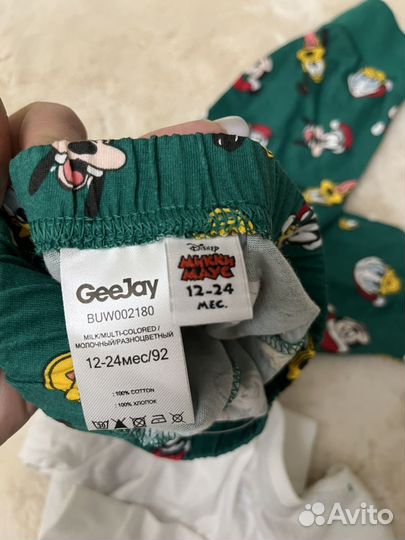 GeeJay
BUW002180
MILK/MULTI-COLORED/
МОЛОЧНЫЙ/РАЗНОЦВЕТНЫЙ
12-24мес/92
: 100% COTTON
: 100% ХЛОПОК
Disney
МИККИ
МАУС
12-24
МЕС.
Avito